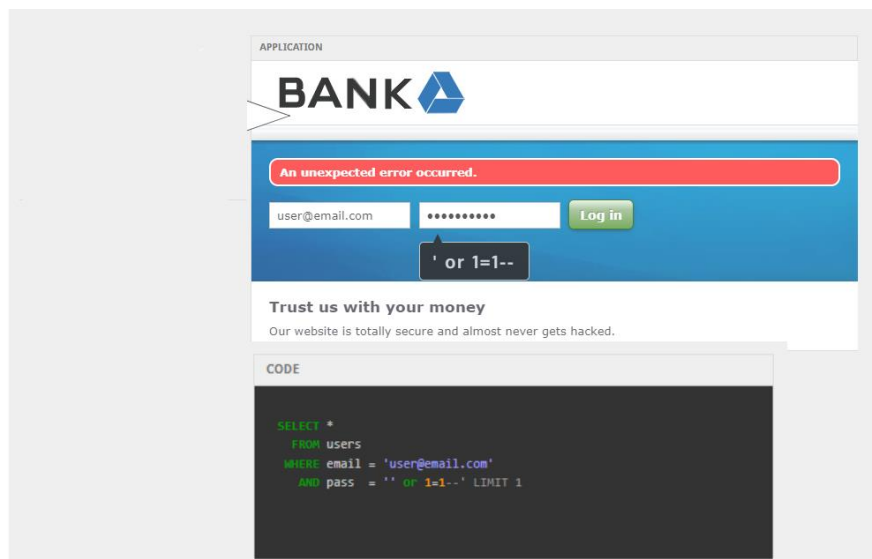 APPLICATION
BANK
An unexpected error occurred.
user@email.com •••••••••• Log in
' or 1=1--
Trust us with your money
Our website is totally secure and almost never gets hacked.
CODE
SELECT *
FROM users
WHERE email = 'user@email.com'
AND pass = '' or 1=1--' LIMIT 1